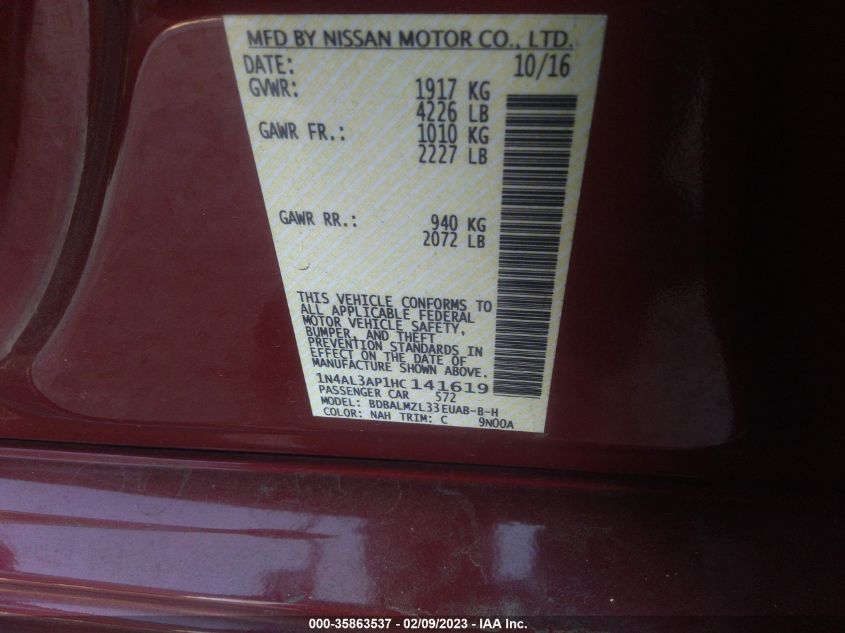 MFD BY NISSAN MOTOR CO., LTD.
DATE: 10/16
GVWR: 1917 KG
4226 LB
GAWR FR.: 1010 KG
2227 LB
GAWR RR.: 940 KG
2072 LB
THIS VEHICLE CONFORMS TO
ALL APPLICABLE FEDERAL
MOTOR VEHICLE SAFETY,
BUMPER, AND THEFT
PREVENTION STANDARDS IN
EFFECT ON THE DATE OF
MANUFACTURE SHOWN ABOVE.
1N4AL3AP1HC141619
PASSENGER CAR S72
MODEL: BDBALMZL33EUAB-B-H
COLOR: NAH TRIM: C 9N00A
000-35863537 - 02/09/2023 - IAA Inc.